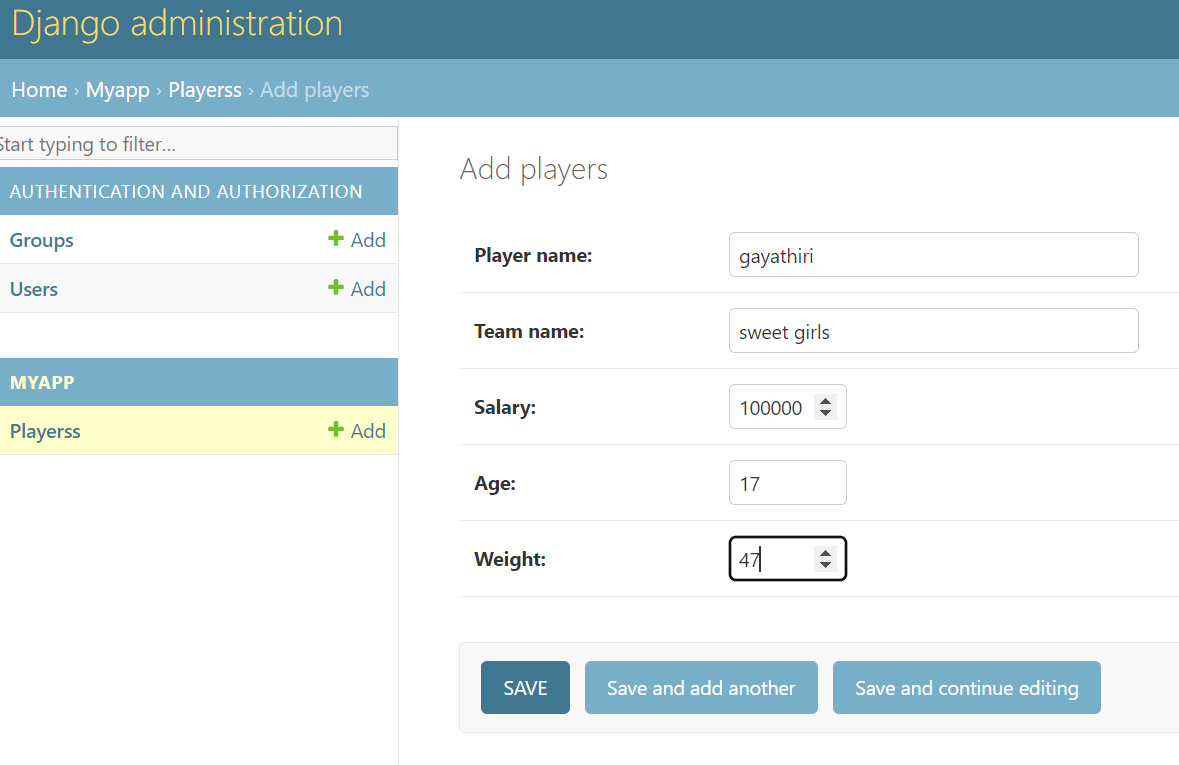 Django administration
Home › Myapp › Playerss › Add players
Start typing to filter...
AUTHENTICATION AND AUTHORIZATION
Groups + Add
Users + Add
MYAPP
Playerss + Add
Add players
Player name: gayathiri
Team name: sweet girls
Salary: 100000
Age: 17
Weight: 47
SAVE Save and add another Save and continue editing